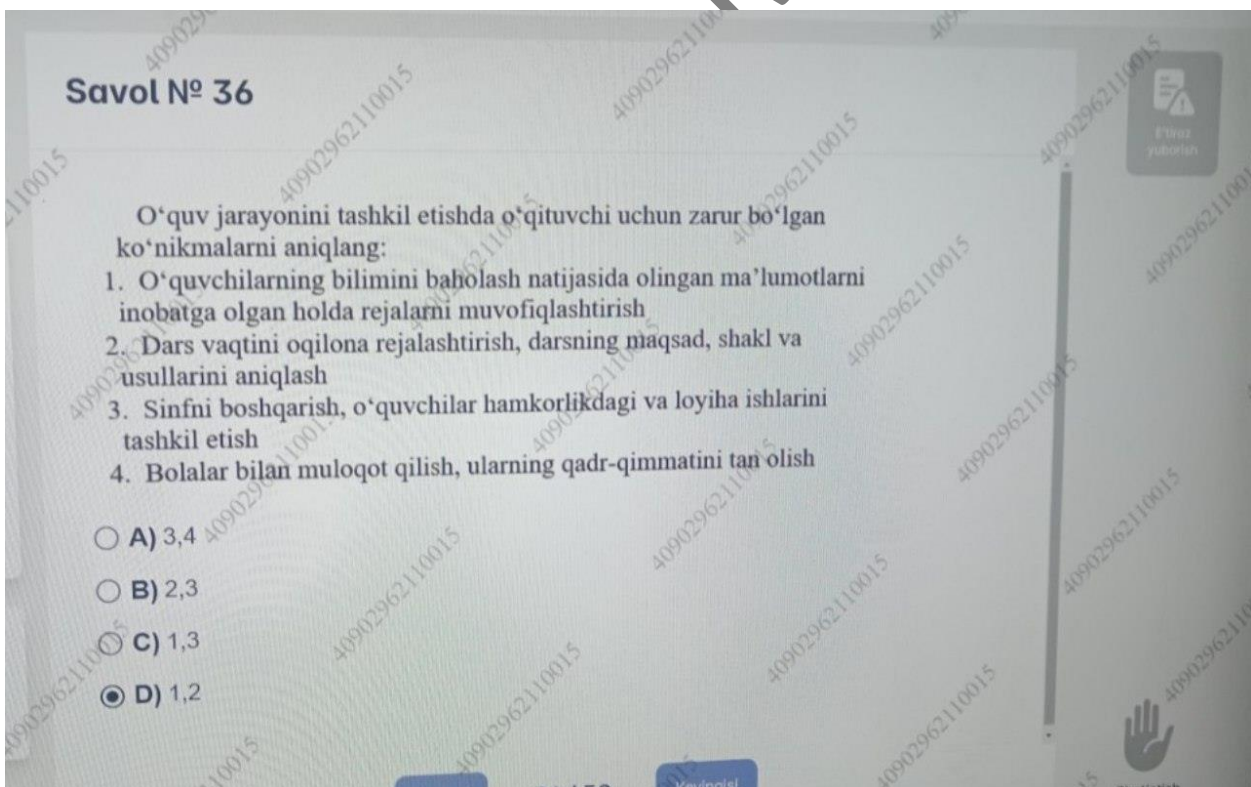 Savol № 36
E'tiroz
yuborish
O‘quv jarayonini tashkil etishda o‘qituvchi uchun zarur bo‘lgan
ko‘nikmalarni aniqlang:
1. O‘quvchilarning bilimini baholash natijasida olingan ma’lumotlarni
inobatga olgan holda rejalarni muvofiqlashtirish
2. Dars vaqtini oqilona rejalashtirish, darsning maqsad, shakl va
usullarini aniqlash
3. Sinfni boshqarish, o‘quvchilar hamkorlikdagi va loyiha ishlarini
tashkil etish
4. Bolalar bilan muloqot qilish, ularning qadr-qimmatini tan olish
A) 3,4
B) 2,3
C) 1,3
D) 1,2
Keyingisi
40902962110015